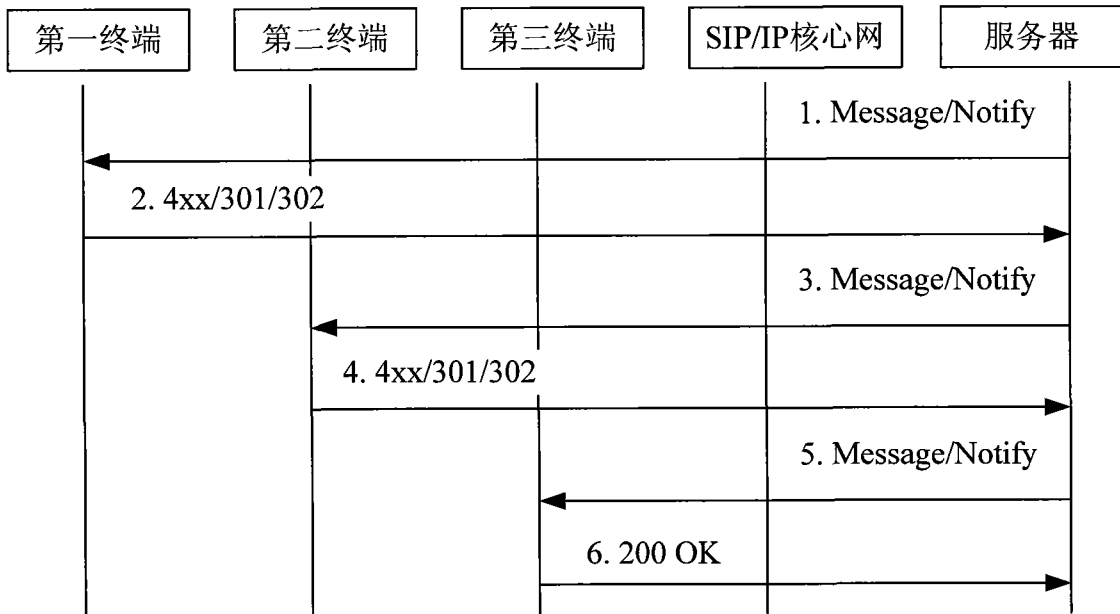 第一终端
第二终端
第三终端
SIP/IP核心网
服务器
1. Message/Notify
2. 4xx/301/302
3. Message/Notify
4. 4xx/301/302
5. Message/Notify
6. 200 OK